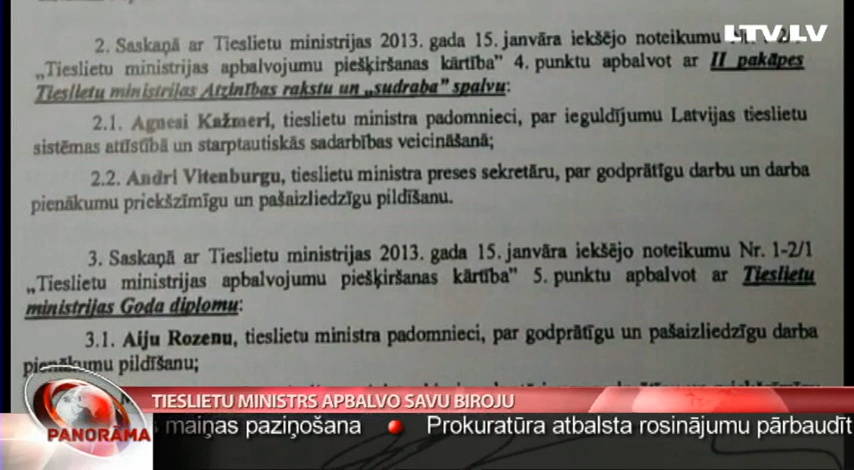 LTV.LV
2. Saskaņā ar Tieslietu ministrijas 2013. gada 15. janvāra iekšējo noteikumu
„Tieslietu ministrijas apbalvojumu piešķiršanas kārtība” 4. punktu apbalvot ar II pakāpes
Tieslietu ministrijas Atzinības rakstu un „sudraba” spalvu:
2.1. Agnesi Kažmeri, tieslietu ministra padomnieci, par ieguldījumu Latvijas tieslietu
sistēmas attīstībā un starptautiskās sadarbības veicināšanā;
2.2. Andri Vitenburgu, tieslietu ministra preses sekretāru, par godprātīgu darbu un darba
pienākumu priekšzīmīgu un pašaizliedzīgu pildīšanu.
3. Saskaņā ar Tieslietu ministrijas 2013. gada 15. janvāra iekšējo noteikumu Nr. 1-2/1
„Tieslietu ministrijas apbalvojumu piešķiršanas kārtība” 5. punktu apbalvot ar Tieslietu
ministrijas Goda diplomu:
3.1. Aiju Rozenu, tieslietu ministra padomnieci, par godprātīgu un pašaizliedzīgu darba
pienākumu pildīšanu;
TIESLIETU MINISTRS APBALVO SAVU BIROJU
PANORĀMA
maiņas paziņošana ● Prokuratūra atbalsta rosinājumu pārbaudīt